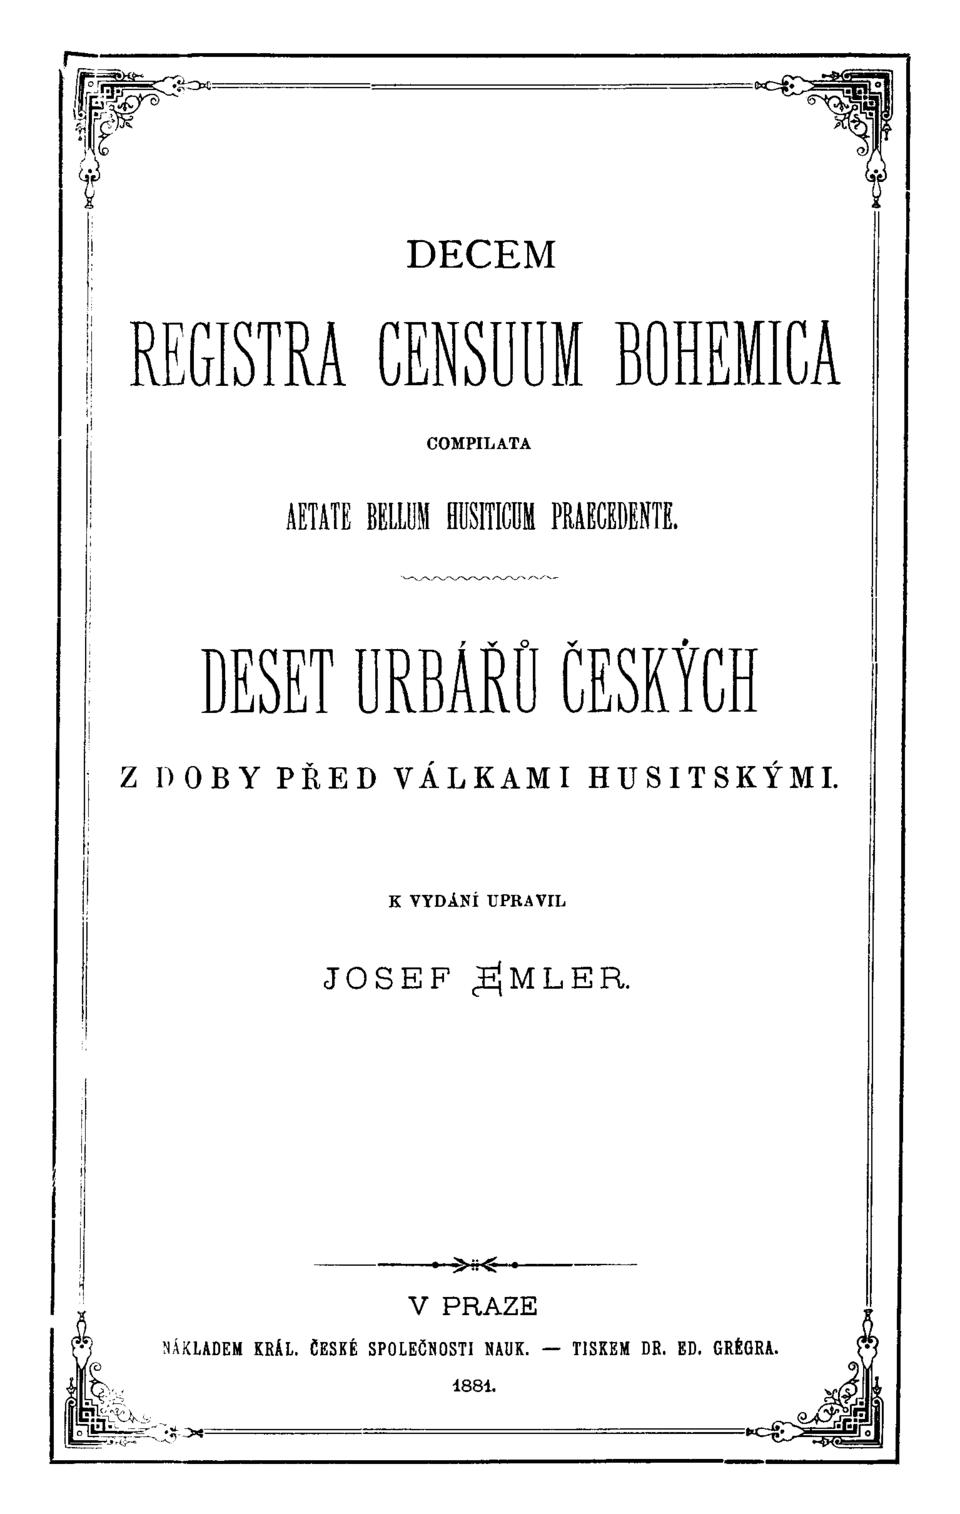 DECEM
REGISTRA CENSUUM BOHEMICA
COMPILATA
AETATE BELLUM HUSITICUM PRAECEDENTE.
DESET URBÁŘŮ ČESKÝCH
Z DOBY PŘED VÁLKAMI HUSITSKÝMI.
K VYDÁNÍ UPRAVIL
JOSEF EMLER.
V PRAZE
NÁKLADEM KRÁL. ČESKÉ SPOLEČNOSTI NAUK. — TISKEM DR. ED. GRÉGRA.
1881.